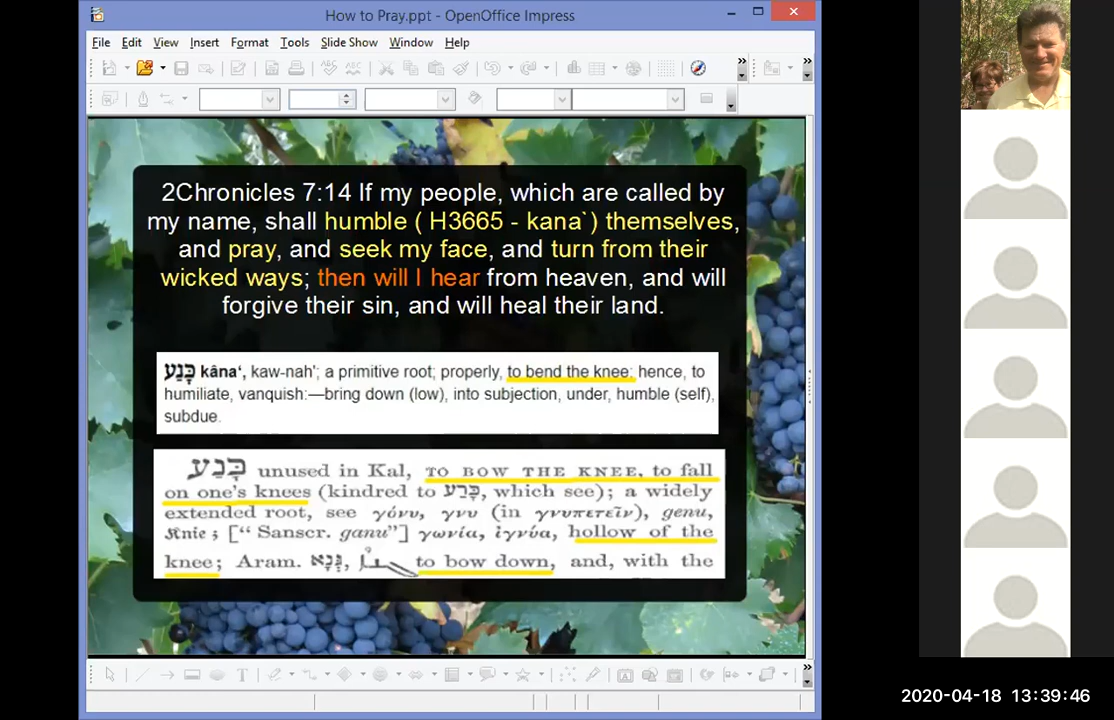 How to Pray.ppt - OpenOffice Impress
File Edit View Insert Format Tools Slide Show Window Help
2Chronicles 7:14 If my people, which are called by
my name, shall humble ( H3665 - kana`) themselves,
and pray, and seek my face, and turn from their
wicked ways; then will I hear from heaven, and will
forgive their sin, and will heal their land.
כָּנַע kânaʻ, kaw-nah'; a primitive root; properly, to bend the knee; hence, to
humiliate, vanquish:—bring down (low), into subjection, under, humble (self),
subdue.
כָּנַע unused in Kal, TO BOW THE KNEE, to fall
on one's knees (kindred to כָּרַע, which see); a widely
extended root, see γόνυ, γνυ (in γνυπετεῖν), genu,
Knie; [“ Sanscr. ganu”] γωνία, ἰγνύα, hollow of the
knee; Aram. to bow down, and, with the
2020-04-18 13:39:46